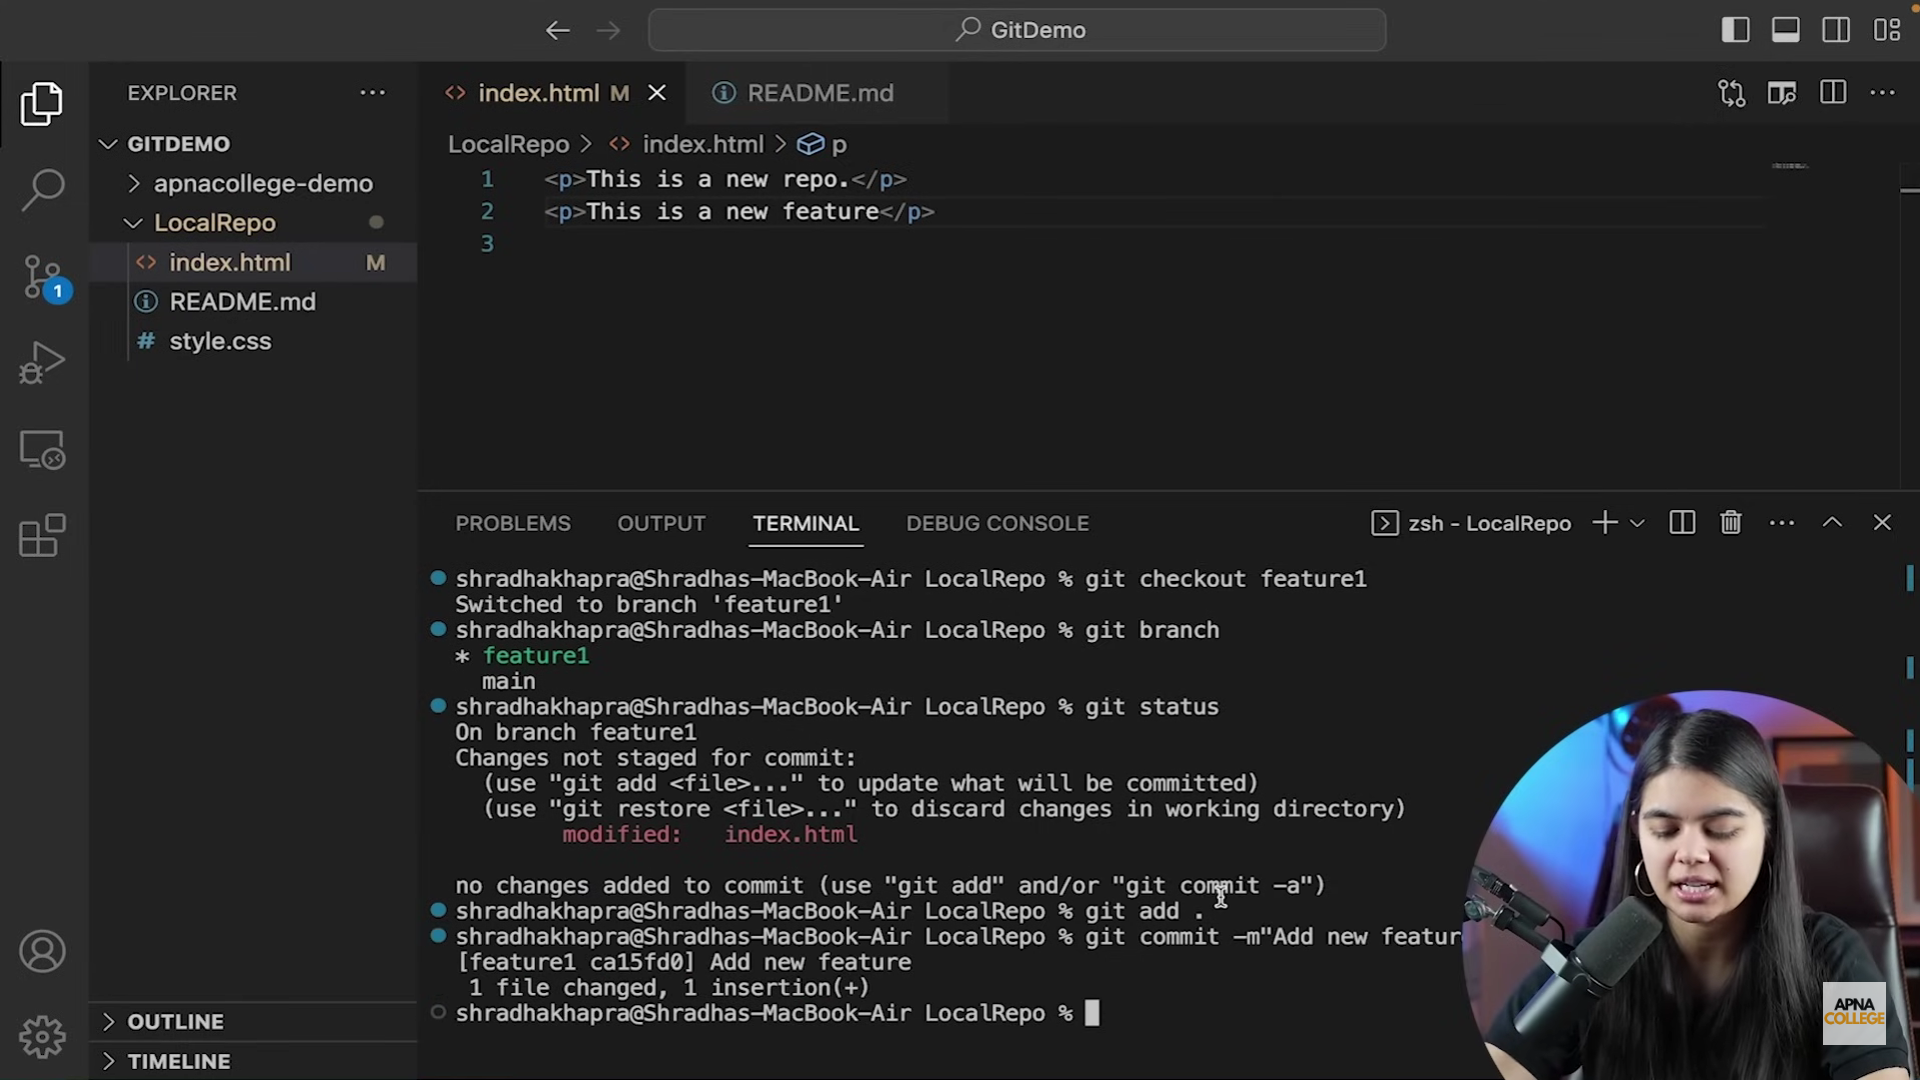 GitDemo
EXPLORER
GITDEMO
apnacollege-demo
LocalRepo
index.html M
README.md
style.css
OUTLINE
TIMELINE
1
index.html M
README.md
LocalRepo > index.html > p
1 <p>This is a new repo.</p>
2 <p>This is a new feature</p>
3
PROBLEMS OUTPUT TERMINAL DEBUG CONSOLE
zsh - LocalRepo
shradhakhapra@Shradhas-MacBook-Air LocalRepo % git checkout feature1
Switched to branch 'feature1'
shradhakhapra@Shradhas-MacBook-Air LocalRepo % git branch
* feature1
main
shradhakhapra@Shradhas-MacBook-Air LocalRepo % git status
On branch feature1
Changes not staged for commit:
(use "git add <file>..." to update what will be committed)
(use "git restore <file>..." to discard changes in working directory)
modified: index.html
no changes added to commit (use "git add" and/or "git commit -a")
shradhakhapra@Shradhas-MacBook-Air LocalRepo % git add .
shradhakhapra@Shradhas-MacBook-Air LocalRepo % git commit -m"Add new featur
[feature1 ca15fd0] Add new feature
1 file changed, 1 insertion(+)
shradhakhapra@Shradhas-MacBook-Air LocalRepo %
APNA
COLLEGE